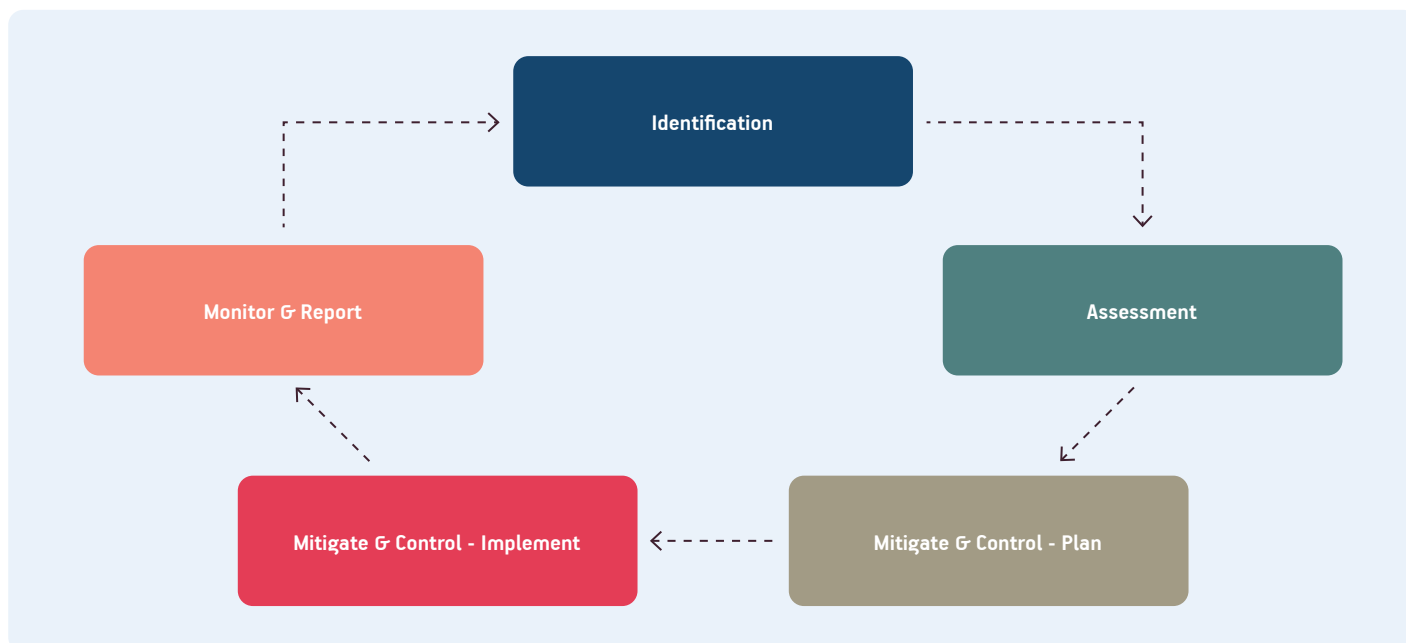 Identification
Monitor & Report
Assessment
Mitigate & Control - Implement
Mitigate & Control - Plan